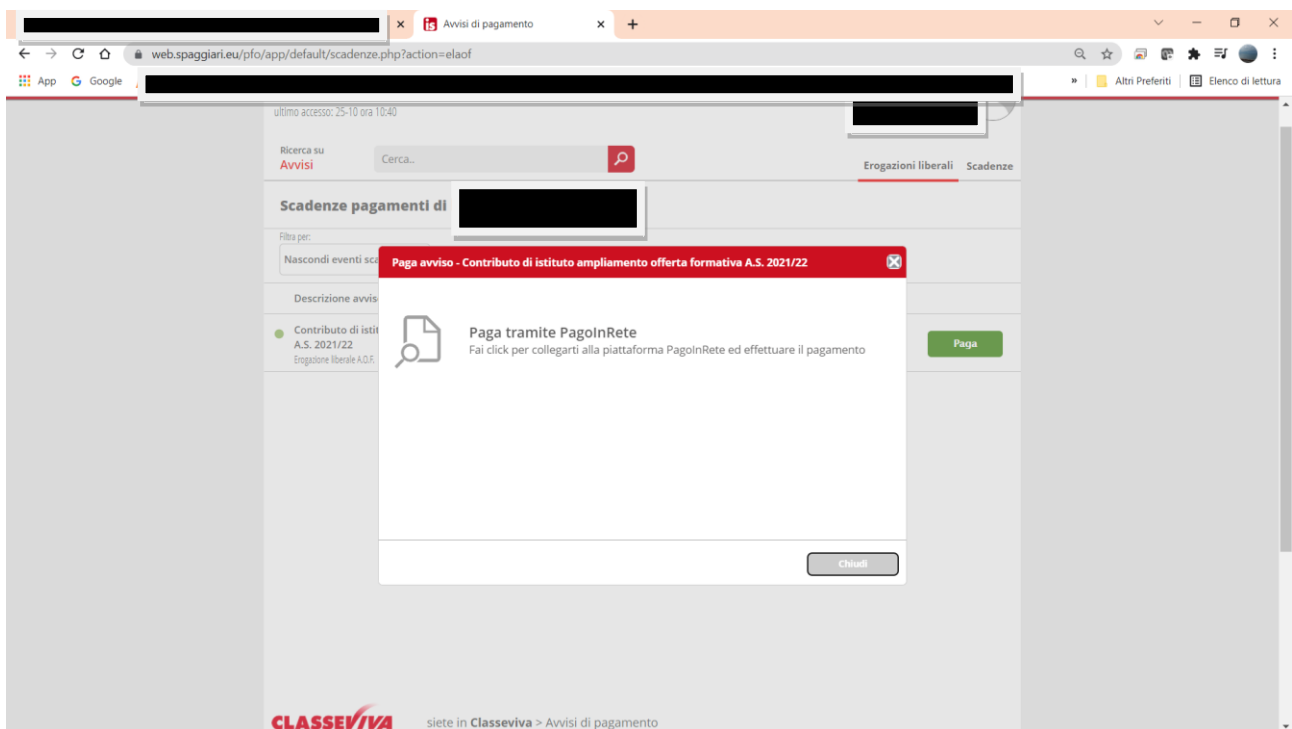 Avvisi di pagamento
web.spaggiari.eu/pfo/app/default/scadenze.php?action=elaof
App Google Altri Preferiti Elenco di lettura
ultimo accesso: 25-10 ora 10:40
Ricerca su
Avvisi
Cerca..
Erogazioni liberali Scadenze
Scadenze pagamenti di
Filtra per:
Nascondi eventi sca
Paga avviso - Contributo di istituto ampliamento offerta formativa A.S. 2021/22
Descrizione avvis
Contributo di istit
A.S. 2021/22
Erogazione liberale A.O.F.
Paga tramite PagoInRete
Fai click per collegarti alla piattaforma PagoInRete ed effettuare il pagamento
Paga
Chiudi
CLASSEVIVA siete in Classeviva > Avvisi di pagamento